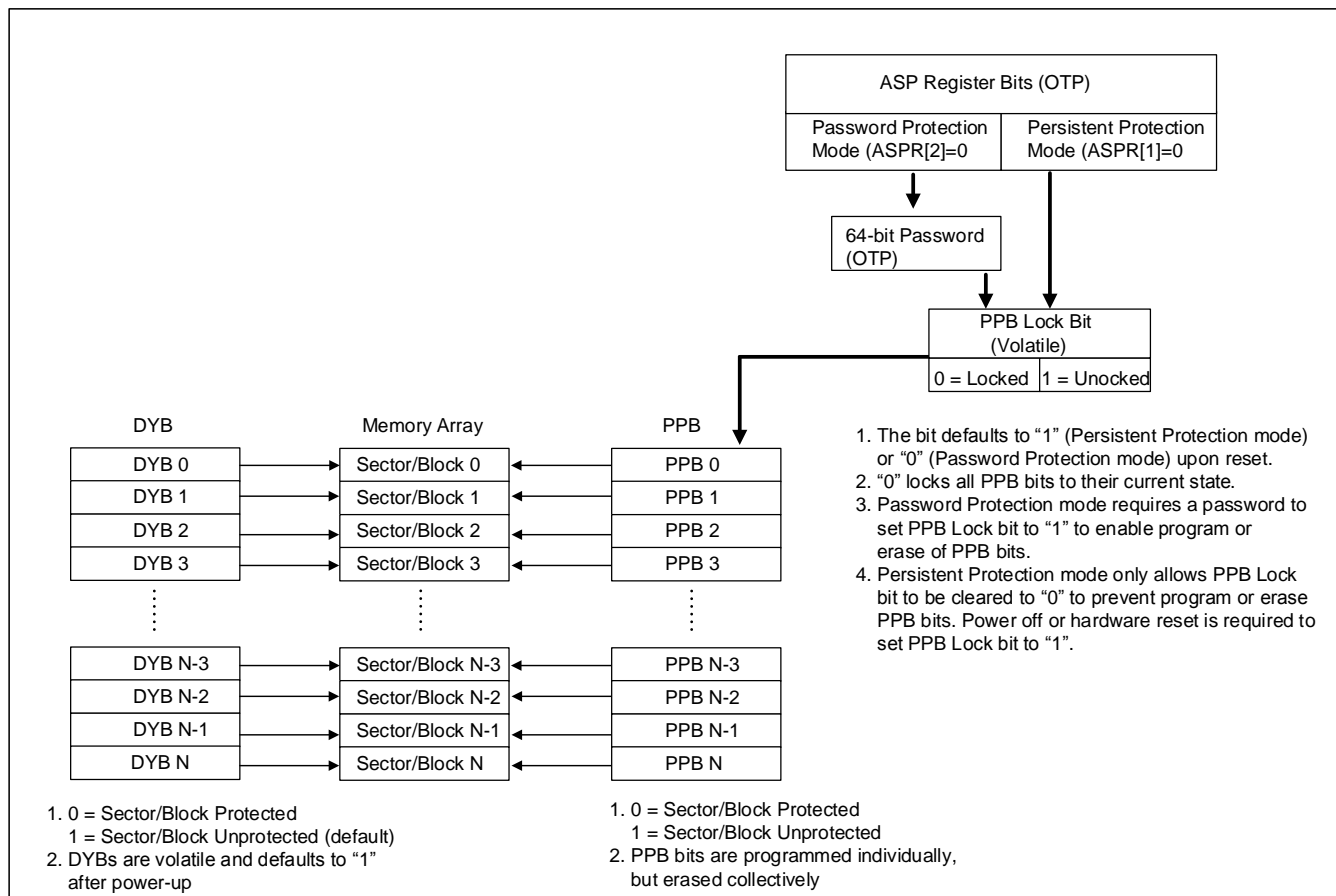 ASP Register Bits (OTP)
Password Protection
Mode (ASPR[2]=0
Persistent Protection
Mode (ASPR[1]=0
64-bit Password
(OTP)
PPB Lock Bit
(Volatile)
0 = Locked
1 = Unocked
1. The bit defaults to “1” (Persistent Protection mode)
or “0” (Password Protection mode) upon reset.
2. “0” locks all PPB bits to their current state.
3. Password Protection mode requires a password to
set PPB Lock bit to “1” to enable program or
erase of PPB bits.
4. Persistent Protection mode only allows PPB Lock
bit to be cleared to “0” to prevent program or erase
PPB bits. Power off or hardware reset is required to
set PPB Lock bit to “1”.
DYB Memory Array PPB
DYB 0 Sector/Block 0 PPB 0
DYB 1 Sector/Block 1 PPB 1
DYB 2 Sector/Block 2 PPB 2
DYB 3 Sector/Block 3 PPB 3
DYB N-3 Sector/Block N-3 PPB N-3
DYB N-2 Sector/Block N-2 PPB N-2
DYB N-1 Sector/Block N-1 PPB N-1
DYB N Sector/Block N PPB N
1. 0 = Sector/Block Protected
1 = Sector/Block Unprotected (default)
2. DYBs are volatile and defaults to “1”
after power-up
1. 0 = Sector/Block Protected
1 = Sector/Block Unprotected
2. PPB bits are programmed individually,
but erased collectively